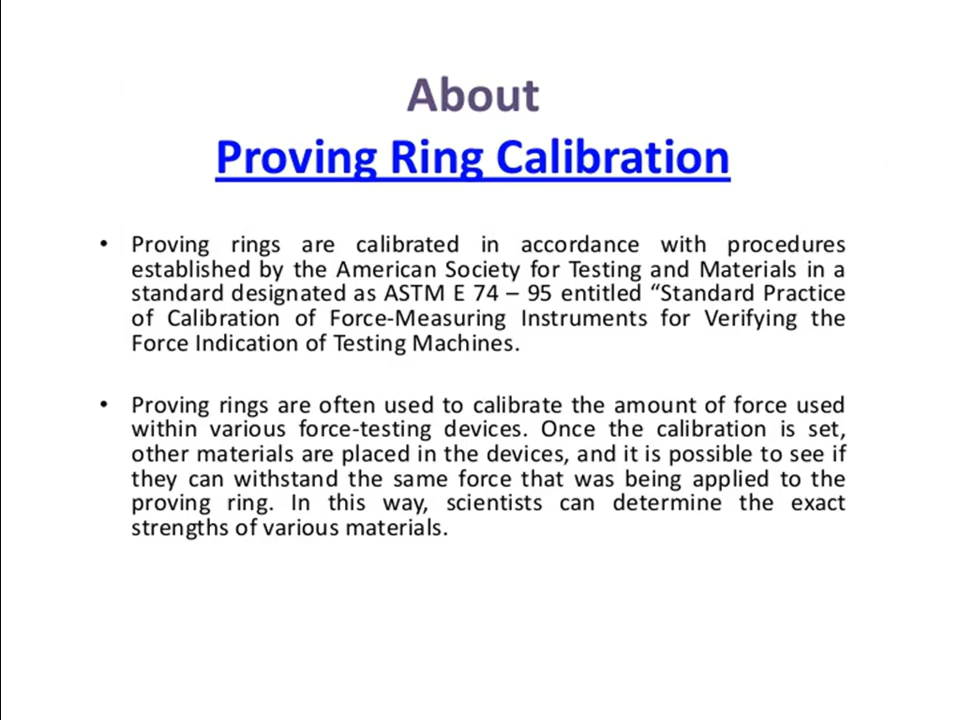 About
Proving Ring Calibration
• Proving rings are calibrated in accordance with procedures
established by the American Society for Testing and Materials in a
standard designated as ASTM E 74 – 95 entitled “Standard Practice
of Calibration of Force-Measuring Instruments for Verifying the
Force Indication of Testing Machines.
• Proving rings are often used to calibrate the amount of force used
within various force-testing devices. Once the calibration is set,
other materials are placed in the devices, and it is possible to see if
they can withstand the same force that was being applied to the
proving ring. In this way, scientists can determine the exact
strengths of various materials.